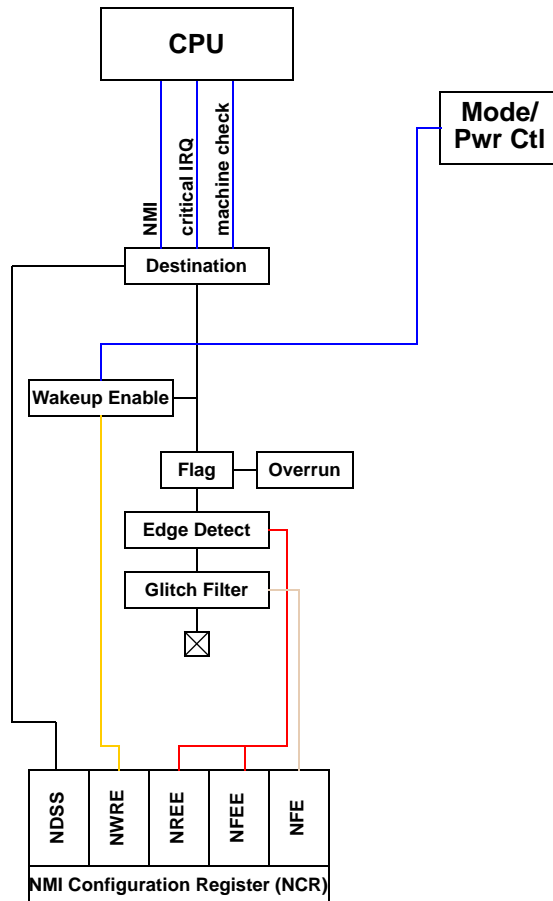 CPU
Mode/
Pwr Ctl
NMI
critical IRQ
machine check
Destination
Wakeup Enable
Flag
Overrun
Edge Detect
Glitch Filter
NDSS
NWRE
NREE
NFEE
NFE
NMI Configuration Register (NCR)